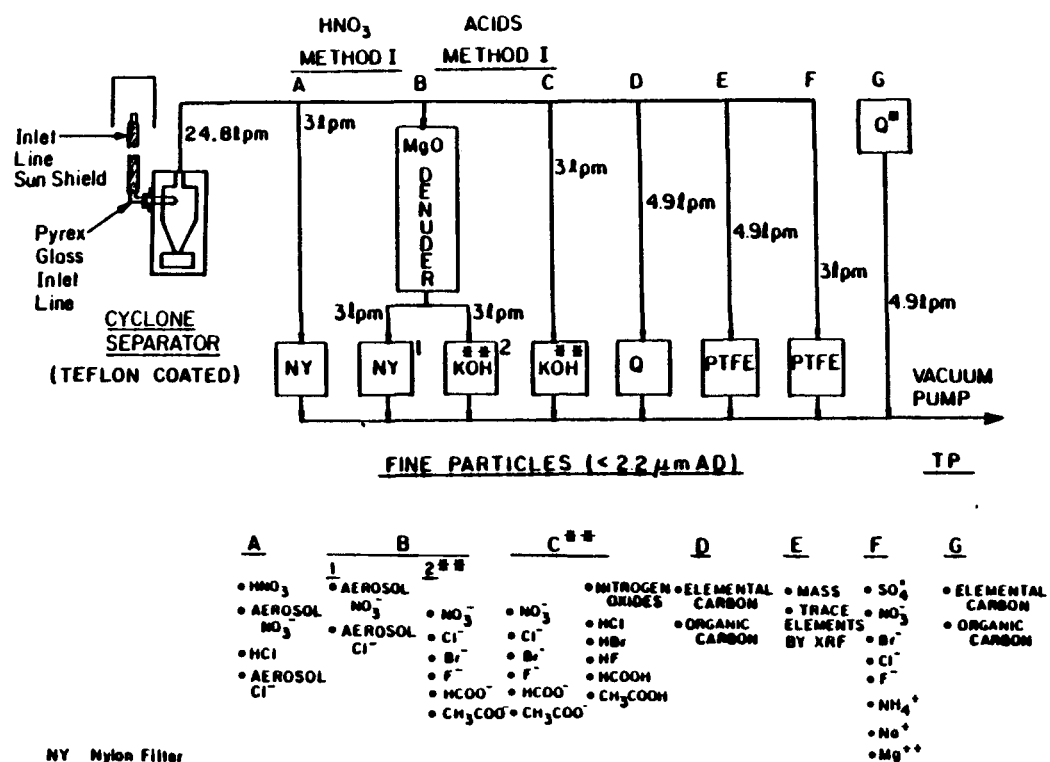 HNO3 ACIDS
METHOD I METHOD I
A B C D E F G
Inlet
Line
Sun Shield
24.8lpm
3lpm
MgO
DENUDER
3lpm
4.9lpm
4.9lpm
3lpm
Q*
4.9lpm
Pyrex
Glass
Inlet
Line
CYCLONE
SEPARATOR
(TEFLON COATED)
3lpm 3lpm
NY
NY 1
KOH** 2
KOH**
Q
PTFE
PTFE
VACUUM
PUMP
FINE PARTICLES (< 2.2 μm AD)
TP
A
• HNO3
• AEROSOL
NO3-
• HCl
• AEROSOL
Cl-
B
1
• AEROSOL
NO3-
• AEROSOL
Cl-
2**
• NO3-
• Cl-
• Br-
• F-
• HCOO-
• CH3COO-
C**
• NO3-
• Cl-
• Br-
• F-
• HCOO-
• CH3COO-
• NITROGEN
OXIDES
• HCl
• HBr
• HF
• HCOOH
• CH3COOH
D
• ELEMENTAL
CARBON
• ORGANIC
CARBON
E
• MASS
• TRACE
ELEMENTS
BY XRF
F
• SO4=
• NO3-
• Br-
• Cl-
• F-
• NH4+
• Na+
• Mg++
G
• ELEMENTAL
CARBON
• ORGANIC
CARBON
NY Nylon Filter